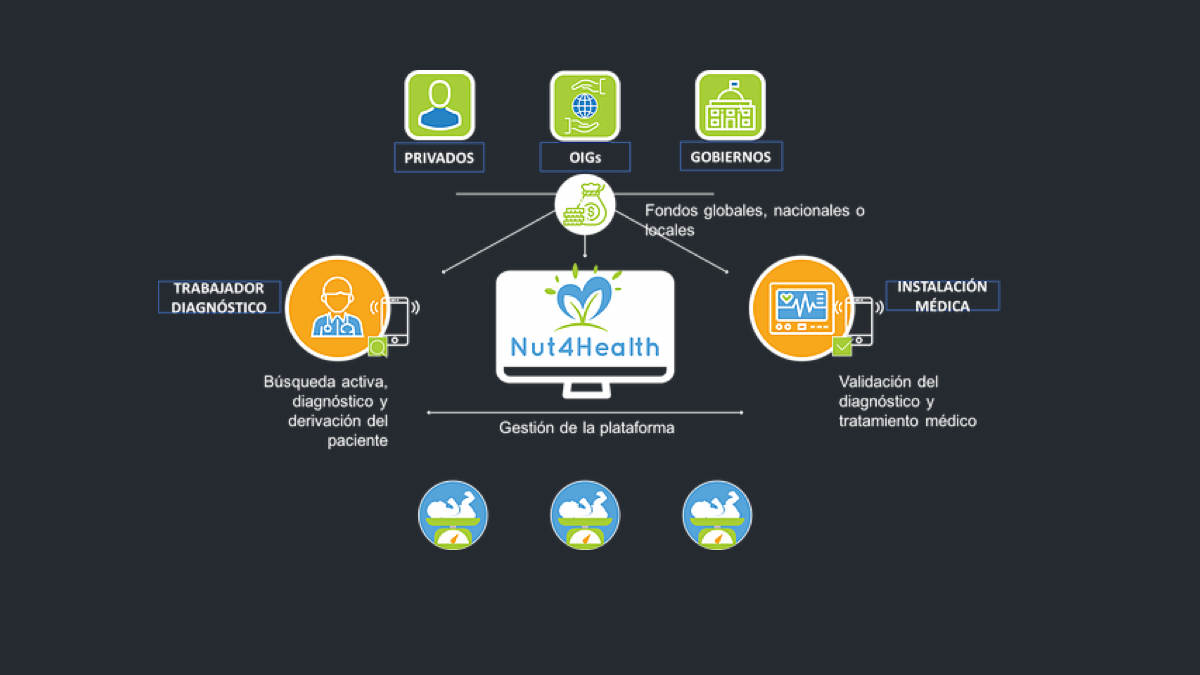 PRIVADOS
OIGs
GOBIERNOS
Fondos globales, nacionales o
locales
TRABAJADOR
DIAGNÓSTICO
INSTALACIÓN
MÉDICA
Nut4Health
Búsqueda activa,
diagnóstico y
derivación del
paciente
Gestión de la plataforma
Validación del
diagnóstico y
tratamiento médico